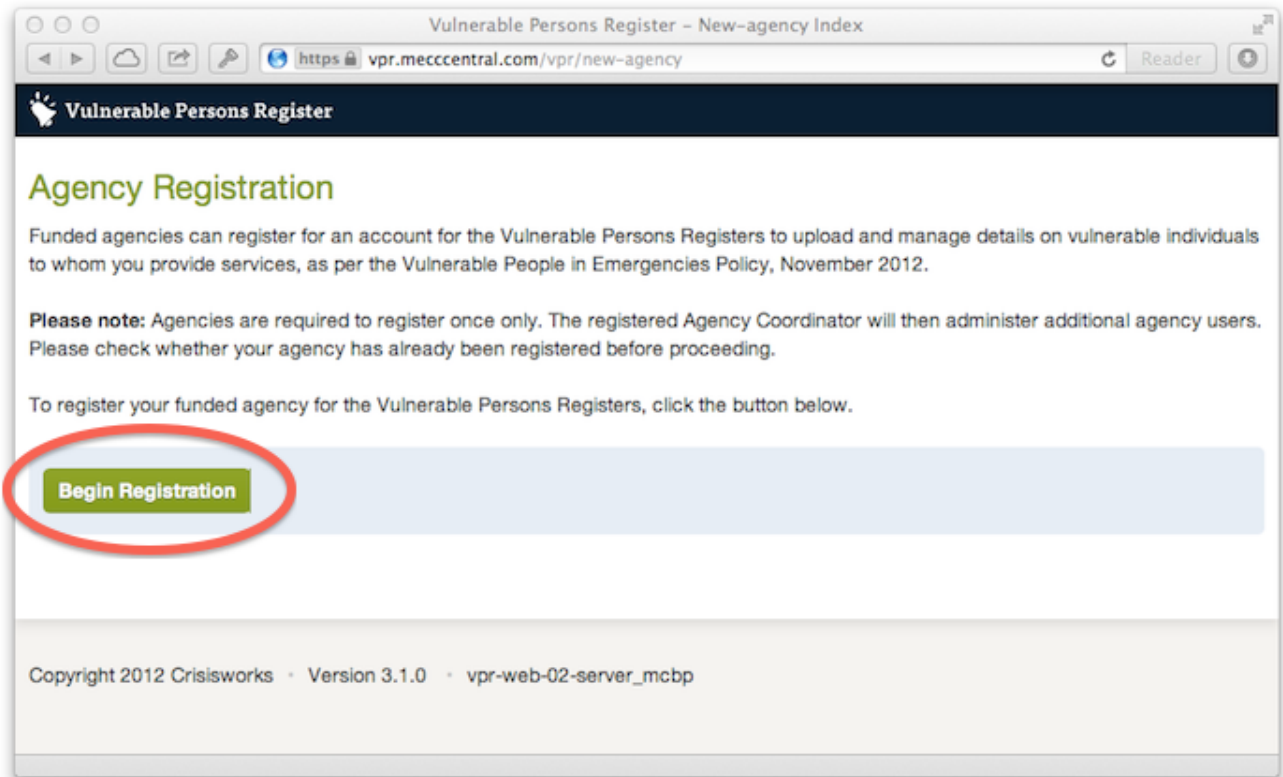 Vulnerable Persons Register – New-agency Index
https vpr.mecccentral.com/vpr/new-agency Reader
Vulnerable Persons Register
Agency Registration
Funded agencies can register for an account for the Vulnerable Persons Registers to upload and manage details on vulnerable individuals
to whom you provide services, as per the Vulnerable People in Emergencies Policy, November 2012.
Please note: Agencies are required to register once only. The registered Agency Coordinator will then administer additional agency users.
Please check whether your agency has already been registered before proceeding.
To register your funded agency for the Vulnerable Persons Registers, click the button below.
Begin Registration
Copyright 2012 Crisisworks • Version 3.1.0 • vpr-web-02-server_mcbp